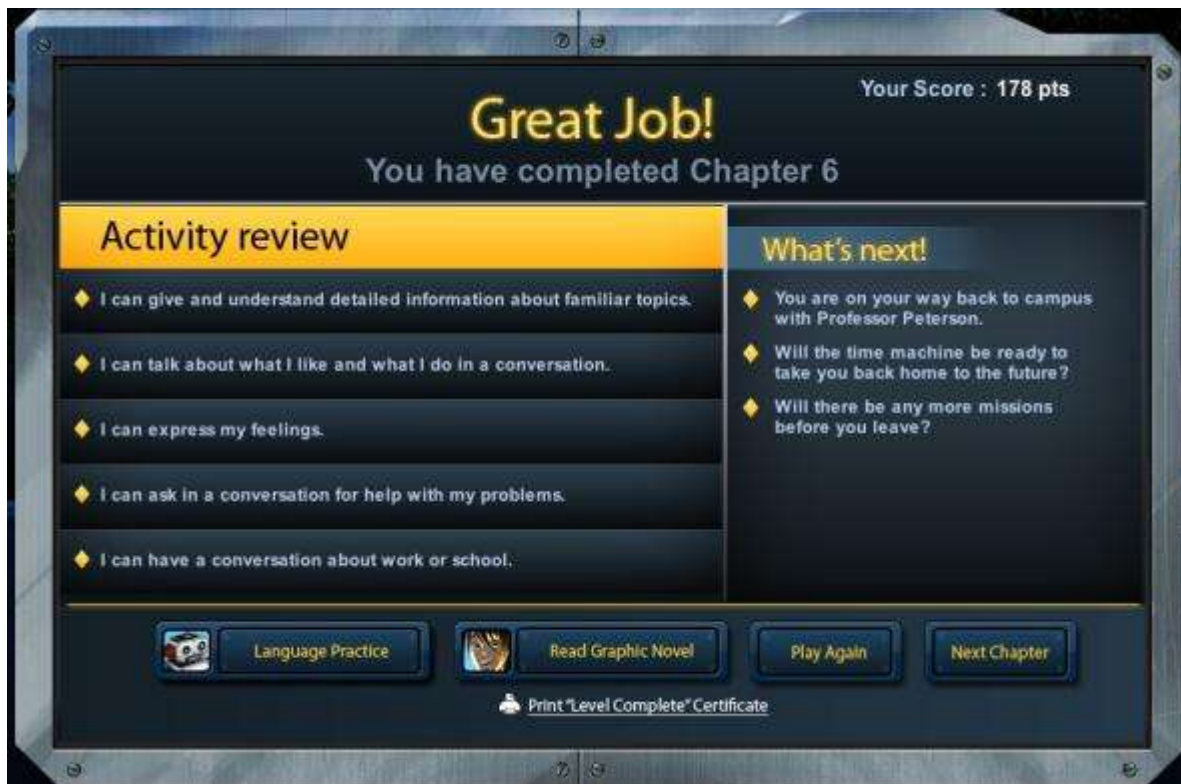 Your Score : 178 pts
Great Job!
You have completed Chapter 6
Activity review
I can give and understand detailed information about familiar topics.
I can talk about what I like and what I do in a conversation.
I can express my feelings.
I can ask in a conversation for help with my problems.
I can have a conversation about work or school.
What's next!
You are on your way back to campus
with Professor Peterson.
Will the time machine be ready to
take you back home to the future?
Will there be any more missions
before you leave?
Language Practice
Read Graphic Novel
Play Again
Next Chapter
Print "Level Complete" Certificate